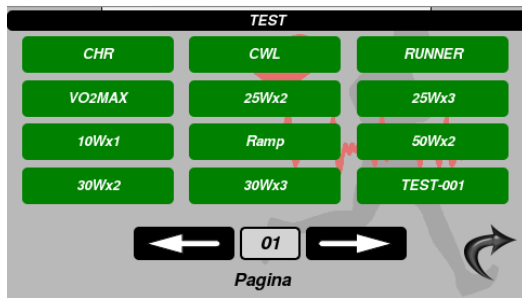 TEST
CHR CWL RUNNER
VO2MAX 25Wx2 25Wx3
10Wx1 Ramp 50Wx2
30Wx2 30Wx3 TEST-001
01
Pagina